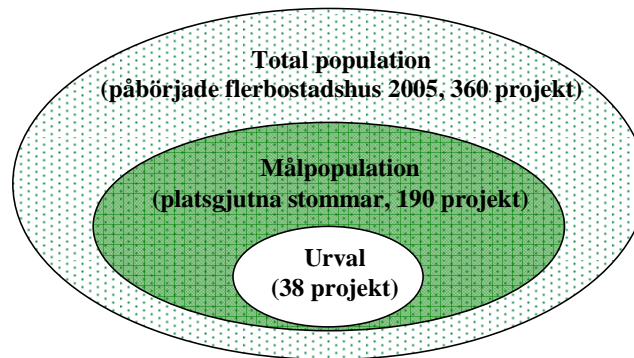 Total population
(påbörjade flerbostadshus 2005, 360 projekt)
Målpopulation
(platsgjutna stommar, 190 projekt)
Urval
(38 projekt)